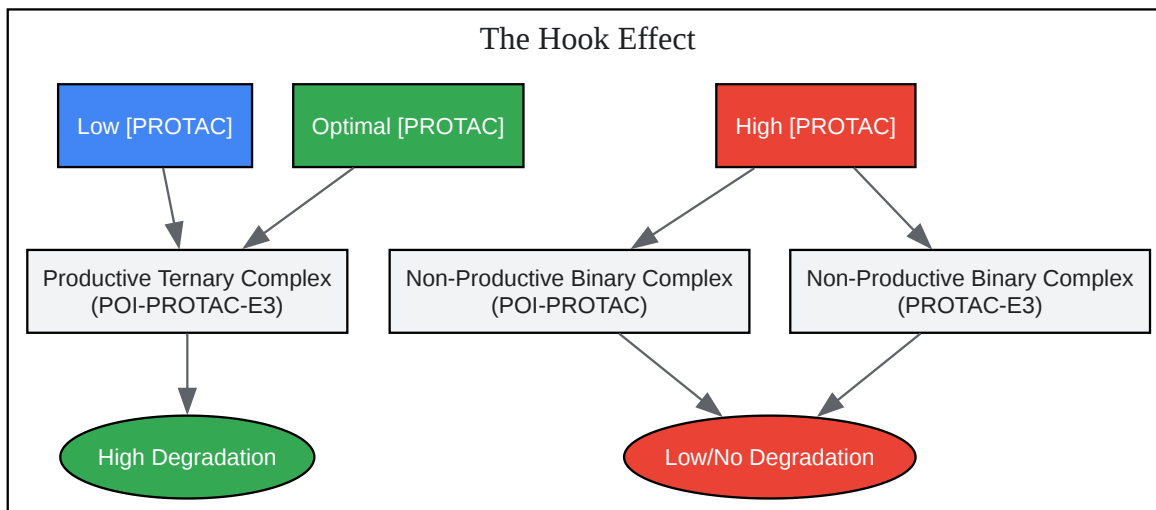 The Hook Effect
Low [PROTAC]
Optimal [PROTAC]
High [PROTAC]
Productive Ternary Complex
(POI-PROTAC-E3)
Non-Productive Binary Complex
(POI-PROTAC)
Non-Productive Binary Complex
(PROTAC-E3)
High Degradation
Low/No Degradation